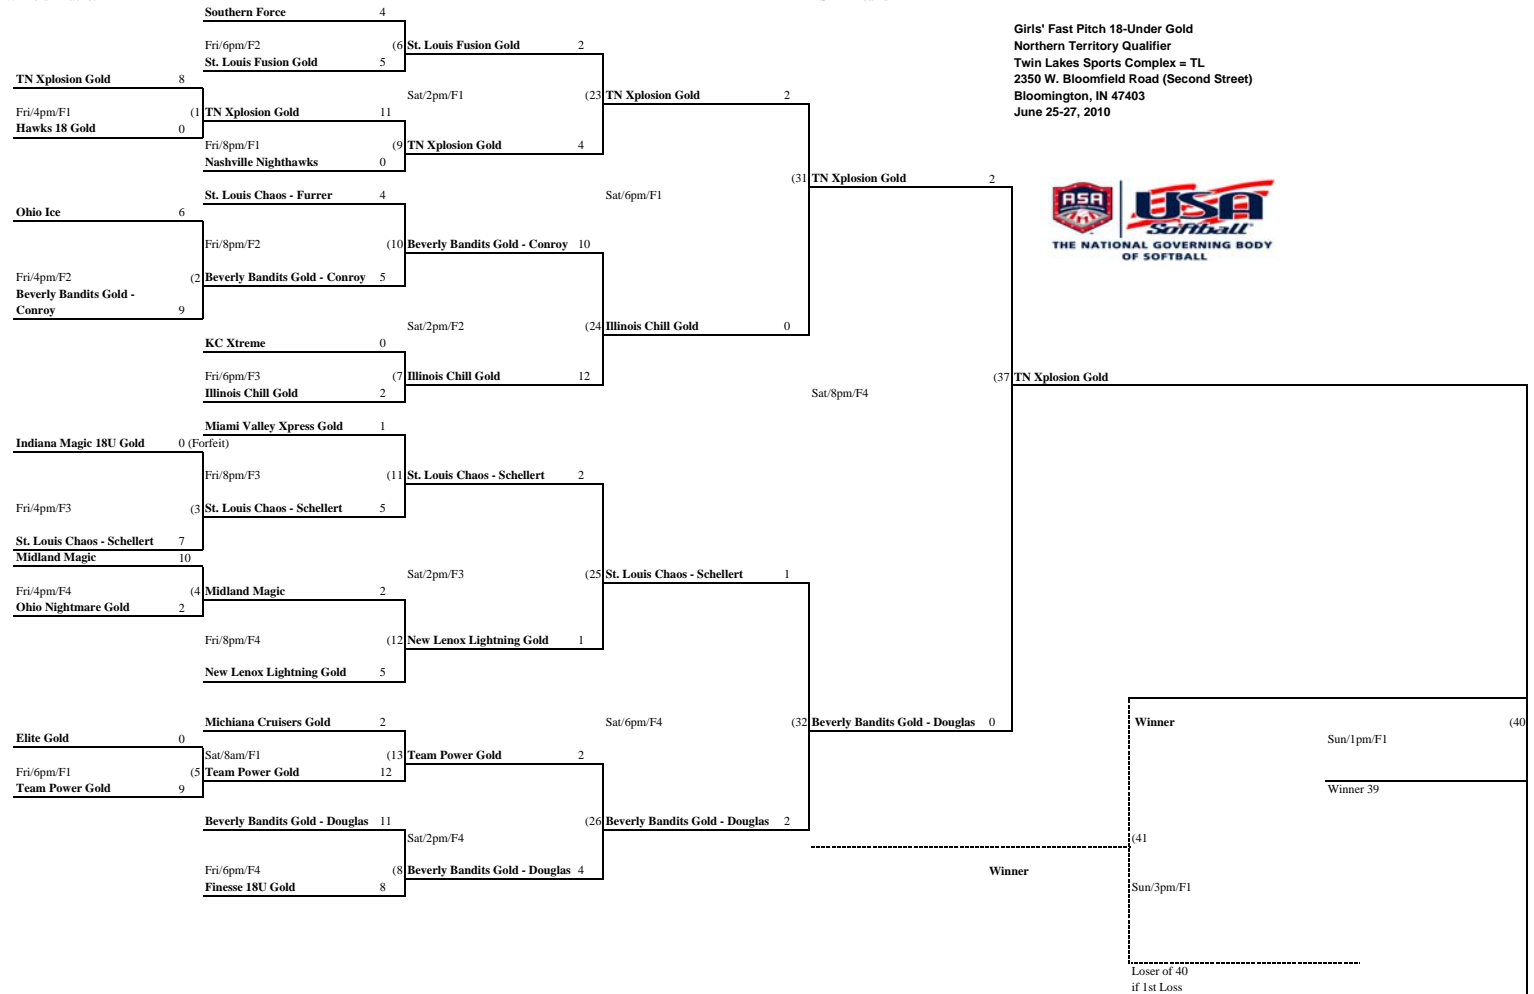 Southern Force 4
Fri/6pm/F2 (6 St. Louis Fusion Gold 2
St. Louis Fusion Gold 5
TN Xplosion Gold 8
Sat/2pm/F1 (23 TN Xplosion Gold 2
Fri/4pm/F1 (1 TN Xplosion Gold 11
Hawks 18 Gold 0
Fri/8pm/F1 (9 TN Xplosion Gold 4
Nashville Nighthawks 0
(31 TN Xplosion Gold 2
St. Louis Chaos - Furrer 4
Sat/6pm/F1
Ohio Ice 6
Fri/8pm/F2 (10 Beverly Bandits Gold - Conroy 10
Fri/4pm/F2 (2 Beverly Bandits Gold - Conroy 5
Beverly Bandits Gold -
Conroy 9
Sat/2pm/F2 (24 Illinois Chill Gold 0
KC Xtreme 0
Fri/6pm/F3 (7 Illinois Chill Gold 12
(37 TN Xplosion Gold
Illinois Chill Gold 2
Sat/8pm/F4
Miami Valley Xpress Gold 1
Indiana Magic 18U Gold 0 (Forfeit)
Fri/8pm/F3 (11 St. Louis Chaos - Schellert 2
Fri/4pm/F3 (3 St. Louis Chaos - Schellert 5
St. Louis Chaos - Schellert 7
Midland Magic 10
Sat/2pm/F3 (25 St. Louis Chaos - Schellert 1
Fri/4pm/F4 (4 Midland Magic 2
Ohio Nightmare Gold 2
Fri/8pm/F4 (12 New Lenox Lightning Gold 1
New Lenox Lightning Gold 5
Michiana Cruisers Gold 2
Sat/6pm/F4 (32 Beverly Bandits Gold - Douglas 0
Winner (40
Elite Gold 0
Sun/1pm/F1
Sat/8am/F1 (13 Team Power Gold 2
Fri/6pm/F1 (5 Team Power Gold 12
Team Power Gold 9
Winner 39
Beverly Bandits Gold - Douglas 11
(26 Beverly Bandits Gold - Douglas 2
Sat/2pm/F4
(41
Fri/6pm/F4 (8 Beverly Bandits Gold - Douglas 4
Winner
Finesse 18U Gold 8
Sun/3pm/F1
Loser of 40
if 1st Loss
Girls' Fast Pitch 18-Under Gold
Northern Territory Qualifier
Twin Lakes Sports Complex = TL
2350 W. Bloomfield Road (Second Street)
Bloomington, IN 47403
June 25-27, 2010
ASA
USA
Softball
THE NATIONAL GOVERNING BODY
OF SOFTBALL